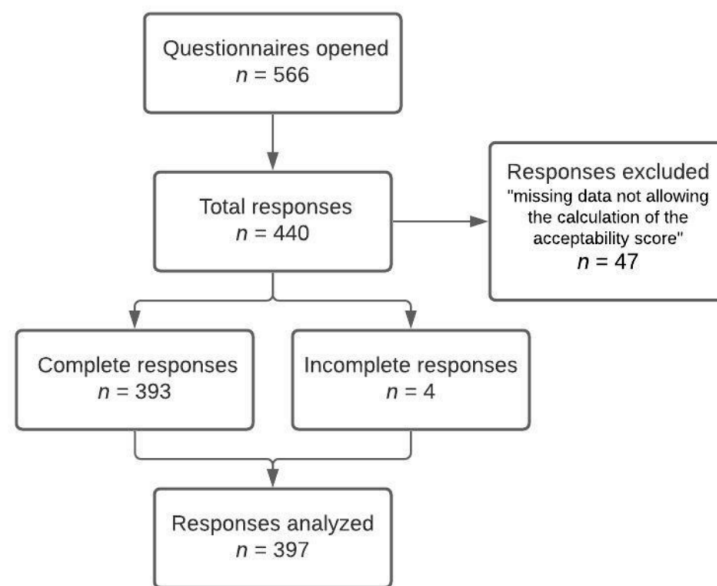 Questionnaires opened
n = 566
Total responses
n = 440
Responses excluded
"missing data not allowing
the calculation of the
acceptability score"
n = 47
Complete responses
n = 393
Incomplete responses
n = 4
Responses analyzed
n = 397